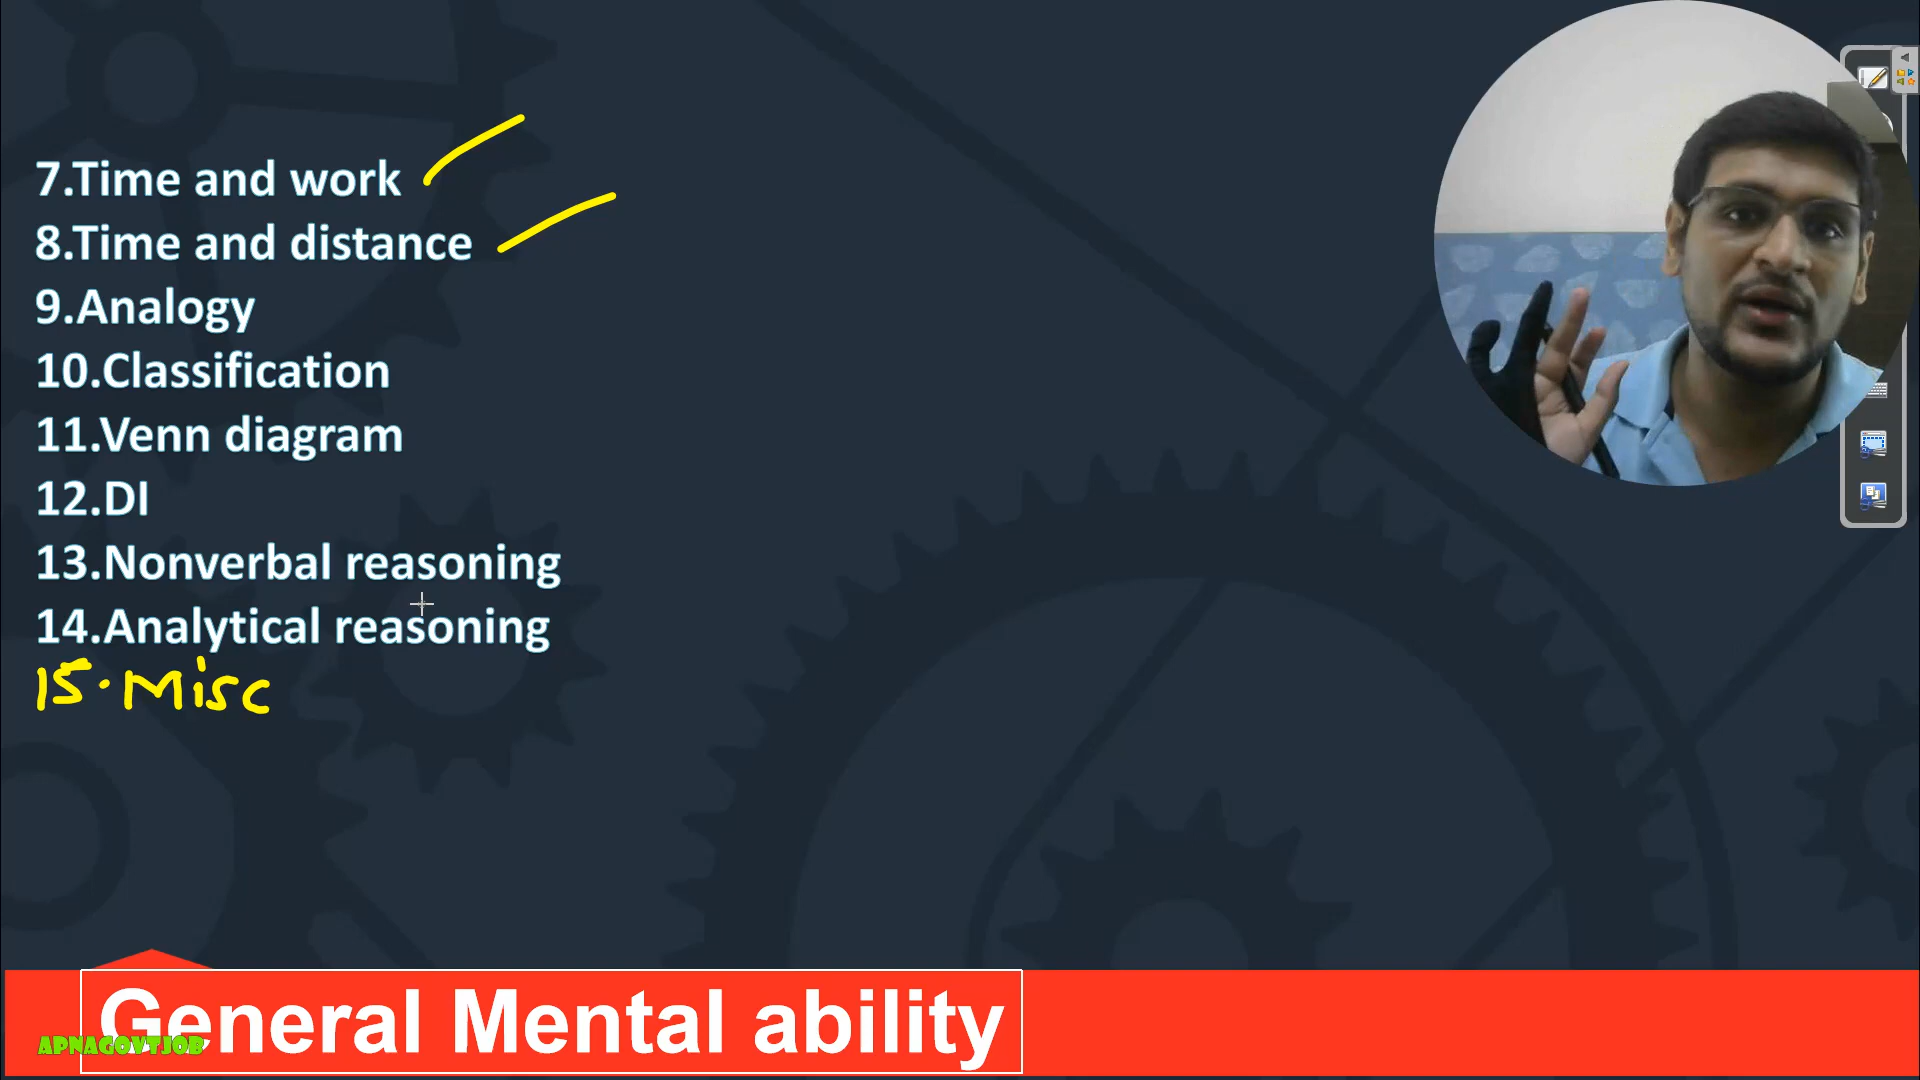 7.Time and work
8.Time and distance
9.Analogy
10.Classification
11.Venn diagram
12.DI
13.Nonverbal reasoning
14.Analytical reasoning
15.Misc
General Mental ability
APNAGOVTJOB